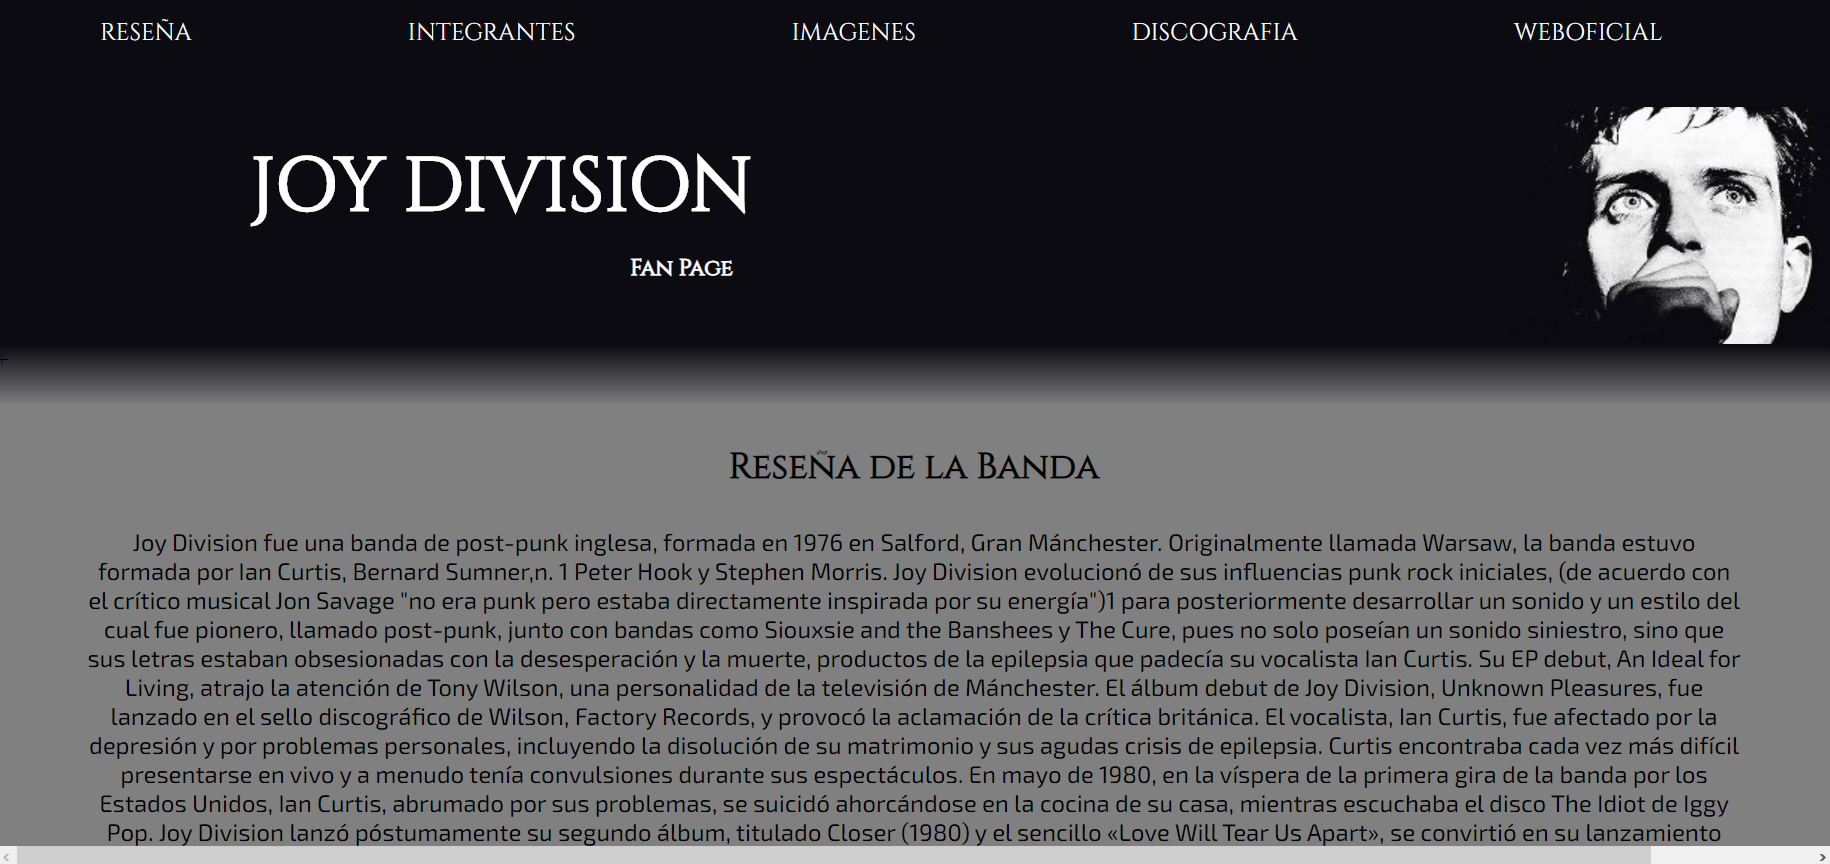 RESEÑA INTEGRANTES IMAGENES DISCOGRAFIA WEBOFICIAL
JOY DIVISION
FAN PAGE
RESEÑA DE LA BANDA
Joy Division fue una banda de post-punk inglesa, formada en 1976 en Salford, Gran Mánchester. Originalmente llamada Warsaw, la banda estuvo
formada por Ian Curtis, Bernard Sumner,n. 1 Peter Hook y Stephen Morris. Joy Division evolucionó de sus influencias punk rock iniciales, (de acuerdo con
el crítico musical Jon Savage "no era punk pero estaba directamente inspirada por su energía")1 para posteriormente desarrollar un sonido y un estilo del
cual fue pionero, llamado post-punk, junto con bandas como Siouxsie and the Banshees y The Cure, pues no solo poseían un sonido siniestro, sino que
sus letras estaban obsesionadas con la desesperación y la muerte, productos de la epilepsia que padecía su vocalista Ian Curtis. Su EP debut, An Ideal for
Living, atrajo la atención de Tony Wilson, una personalidad de la televisión de Mánchester. El álbum debut de Joy Division, Unknown Pleasures, fue
lanzado en el sello discográfico de Wilson, Factory Records, y provocó la aclamación de la crítica británica. El vocalista, Ian Curtis, fue afectado por la
depresión y por problemas personales, incluyendo la disolución de su matrimonio y sus agudas crisis de epilepsia. Curtis encontraba cada vez más difícil
presentarse en vivo y a menudo tenía convulsiones durante sus espectáculos. En mayo de 1980, en la víspera de la primera gira de la banda por los
Estados Unidos, Ian Curtis, abrumado por sus problemas, se suicidó ahorcándose en la cocina de su casa, mientras escuchaba el disco The Idiot de Iggy
Pop. Joy Division lanzó póstumamente su segundo álbum, titulado Closer (1980) y el sencillo «Love Will Tear Us Apart», se convirtió en su lanzamiento